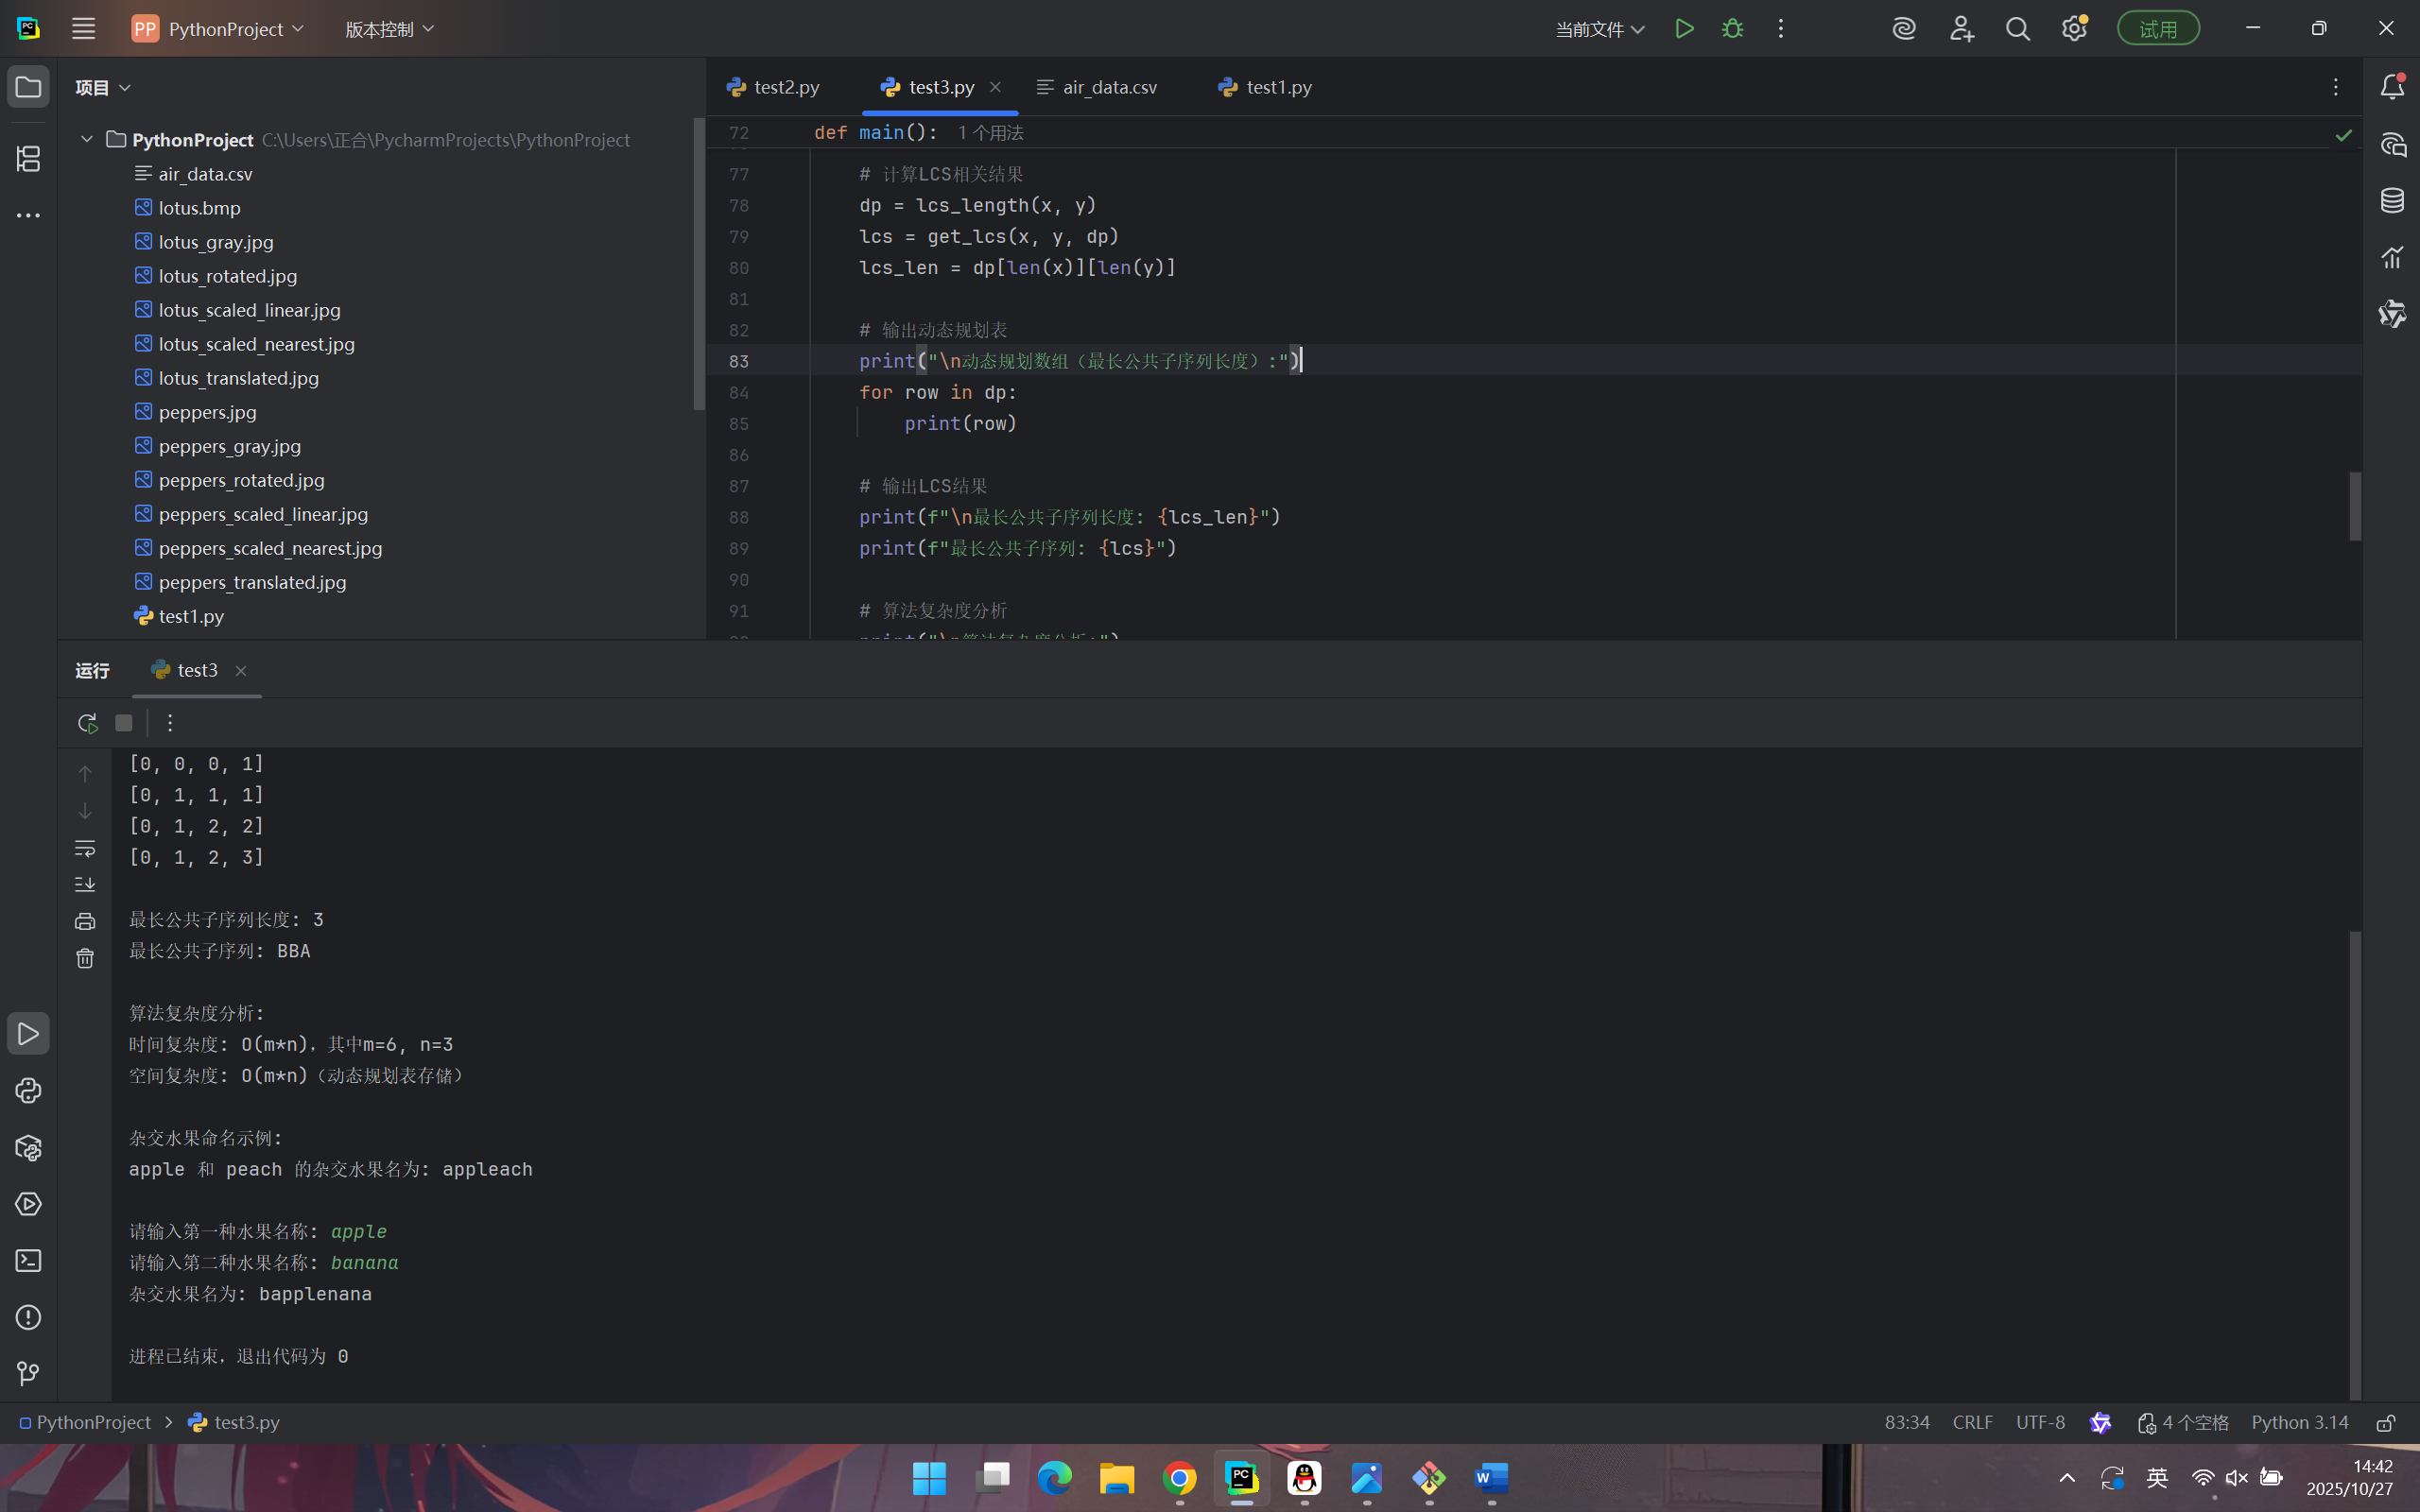 PC
PP PythonProject
版本控制
当前文件
试用
项目
test2.py
test3.py
air_data.csv
test1.py
PythonProject C:\Users\正合\PycharmProjects\PythonProject
air_data.csv
lotus.bmp
lotus_gray.jpg
lotus_rotated.jpg
lotus_scaled_linear.jpg
lotus_scaled_nearest.jpg
lotus_translated.jpg
peppers.jpg
peppers_gray.jpg
peppers_rotated.jpg
peppers_scaled_linear.jpg
peppers_scaled_nearest.jpg
peppers_translated.jpg
test1.py
72 def main(): 1 个用法
77 # 计算LCS相关结果
78 dp = lcs_length(x, y)
79 lcs = get_lcs(x, y, dp)
80 lcs_len = dp[len(x)][len(y)]
81
82 # 输出动态规划表
83 print("\n动态规划数组（最长公共子序列长度）:")
84 for row in dp:
85 print(row)
86
87 # 输出LCS结果
88 print(f"\n最长公共子序列长度: {lcs_len}")
89 print(f"最长公共子序列: {lcs}")
90
91 # 算法复杂度分析
print("\n算法复杂度分析:")
运行
test3
[0, 0, 0, 1]
[0, 1, 1, 1]
[0, 1, 2, 2]
[0, 1, 2, 3]
最长公共子序列长度: 3
最长公共子序列: BBA
算法复杂度分析:
时间复杂度: O(m*n)，其中m=6, n=3
空间复杂度: O(m*n)（动态规划表存储）
杂交水果命名示例:
apple 和 peach 的杂交水果名为: appleach
请输入第一种水果名称: apple
请输入第二种水果名称: banana
杂交水果名为: bapplenana
进程已结束，退出代码为 0
PythonProject
test3.py
83:34 CRLF UTF-8 4 个空格 Python 3.14
PC
W
英
14:42
2025/10/27